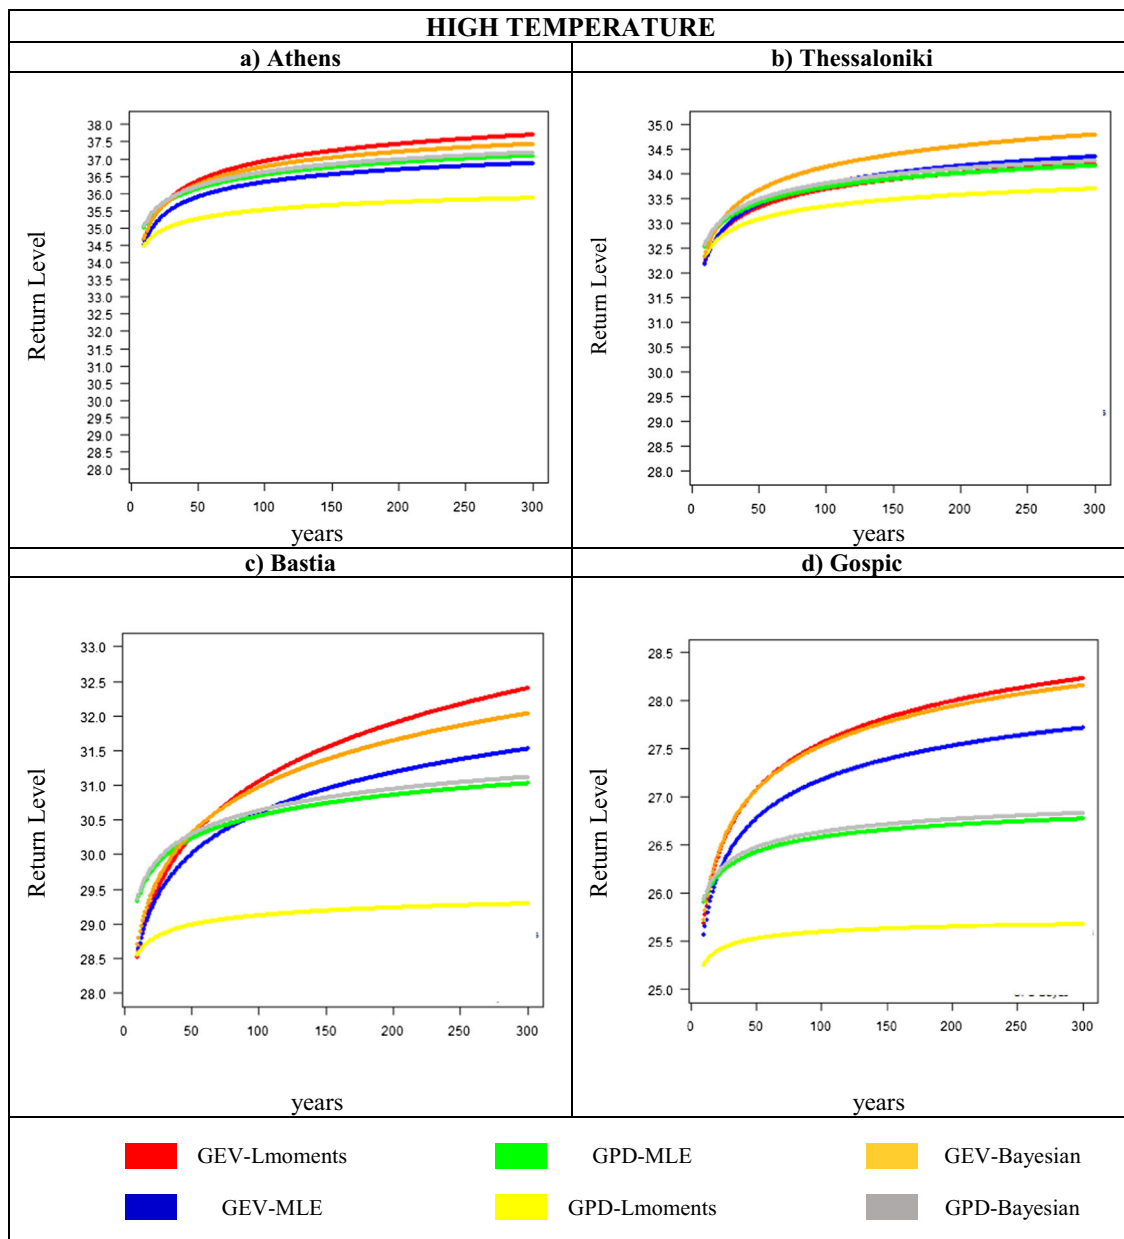 HIGH TEMPERATURE
a) Athens
b) Thessaloniki
38.0
37.5
37.0
36.5
36.0
35.5
35.0
34.5
34.0
33.5
33.0
32.5
32.0
31.5
31.0
30.5
30.0
29.5
29.0
28.5
28.0
Return Level
0 50 100 150 200 250 300
years
35.0
34.5
34.0
33.5
33.0
32.5
32.0
31.5
31.0
30.5
30.0
29.5
29.0
28.5
28.0
Return Level
0 50 100 150 200 250 300
years
c) Bastia
d) Gospic
33.0
32.5
32.0
31.5
31.0
30.5
30.0
29.5
29.0
28.5
28.0
Return Level
0 50 100 150 200 250 300
years
28.5
28.0
27.5
27.0
26.5
26.0
25.5
25.0
Return Level
0 50 100 150 200 250 300
years
GEV-Lmoments GPD-MLE GEV-Bayesian
GEV-MLE GPD-Lmoments GPD-Bayesian